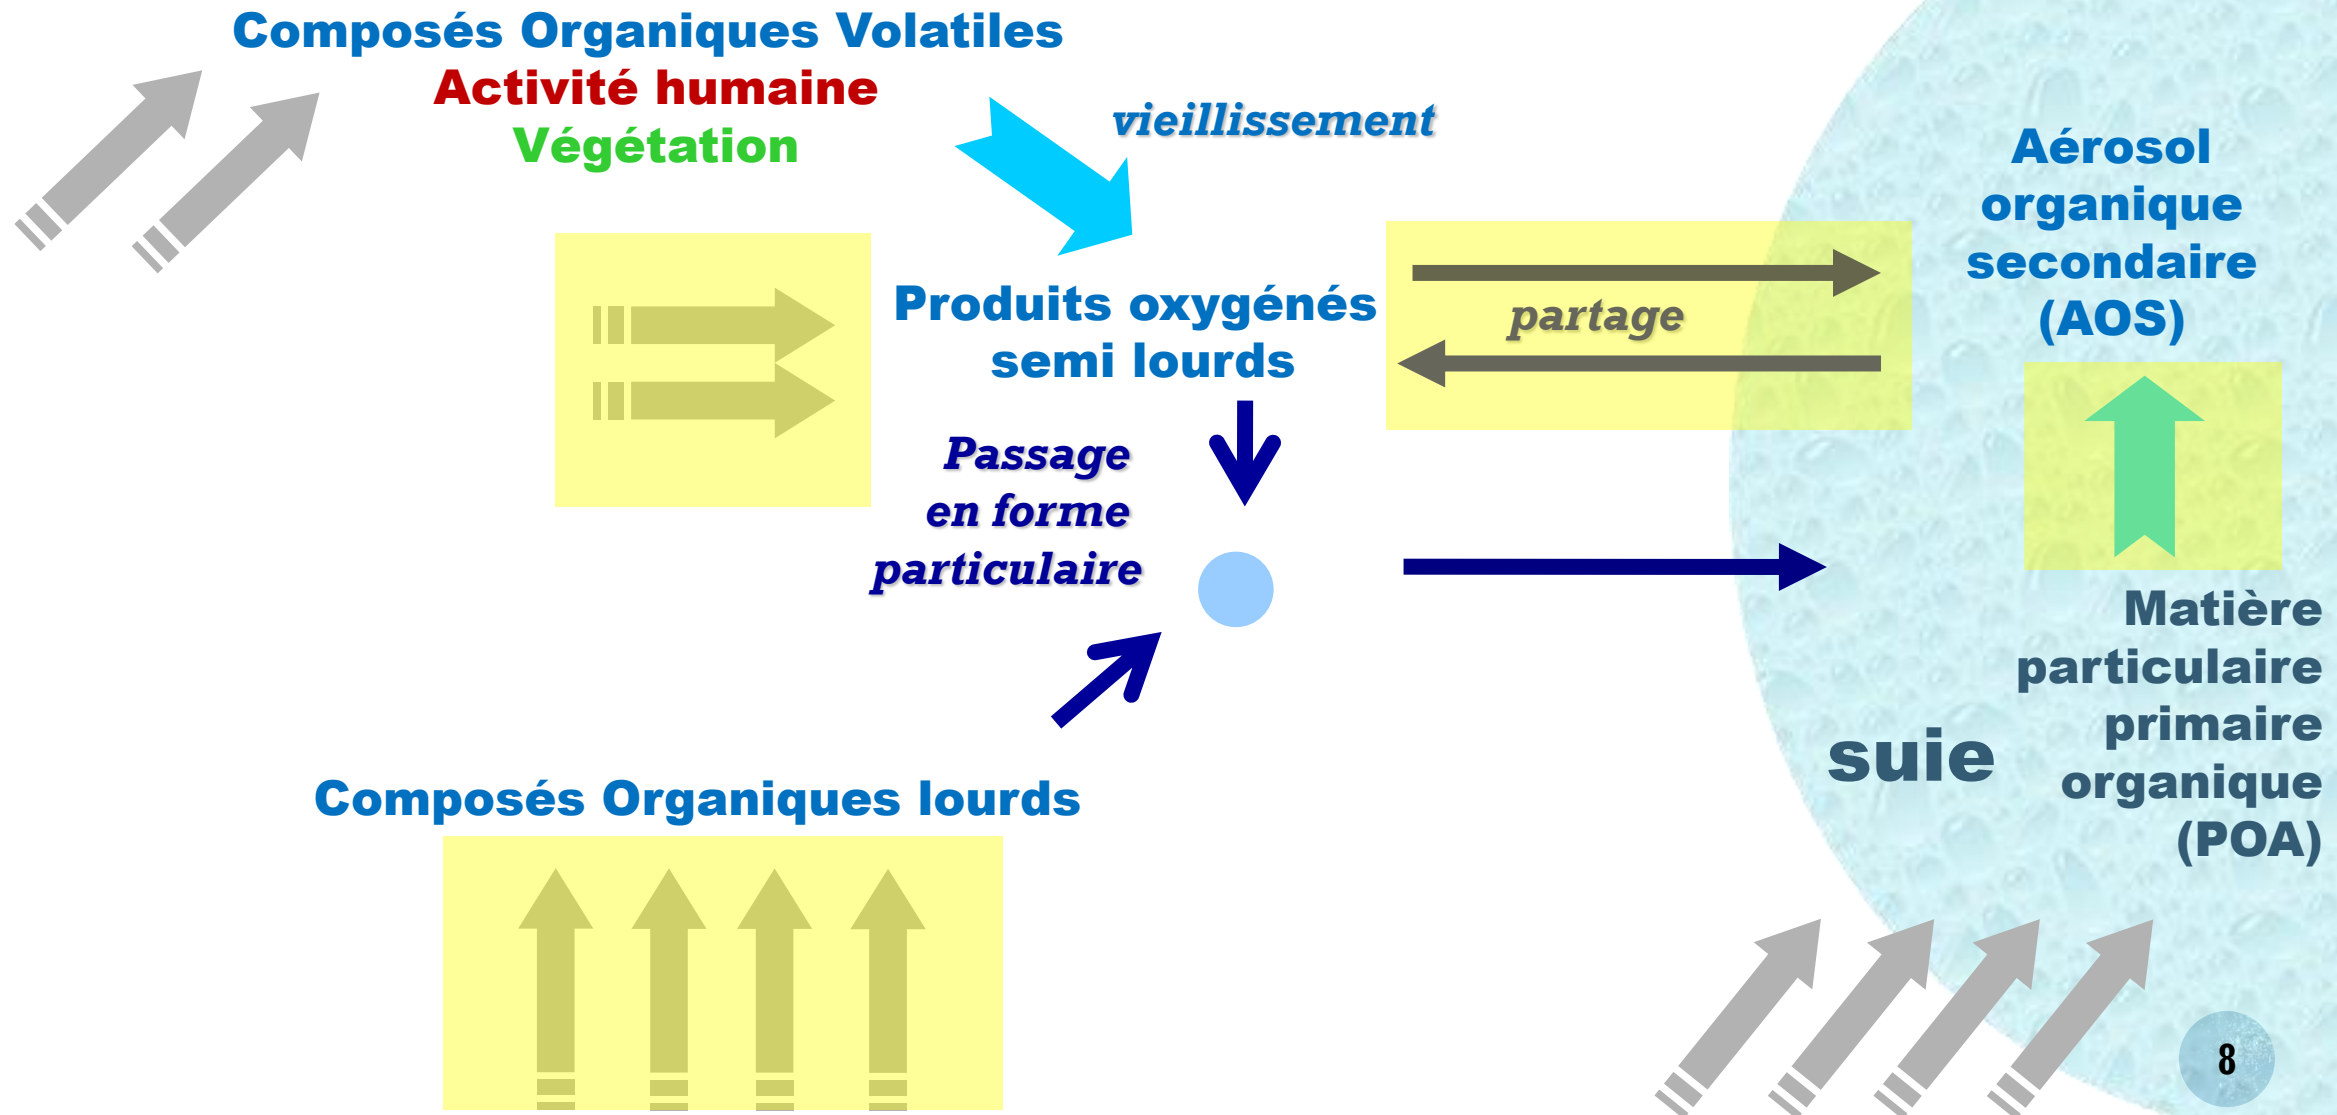 Composés Organiques Volatiles
Activité humaine
Végétation
vieillissement
Produits oxygénés
semi lourds
partage
Aérosol
organique
secondaire
(AOS)
Passage
en forme
particulaire
Matière
particulaire
primaire
organique
(POA)
suie
Composés Organiques lourds
8